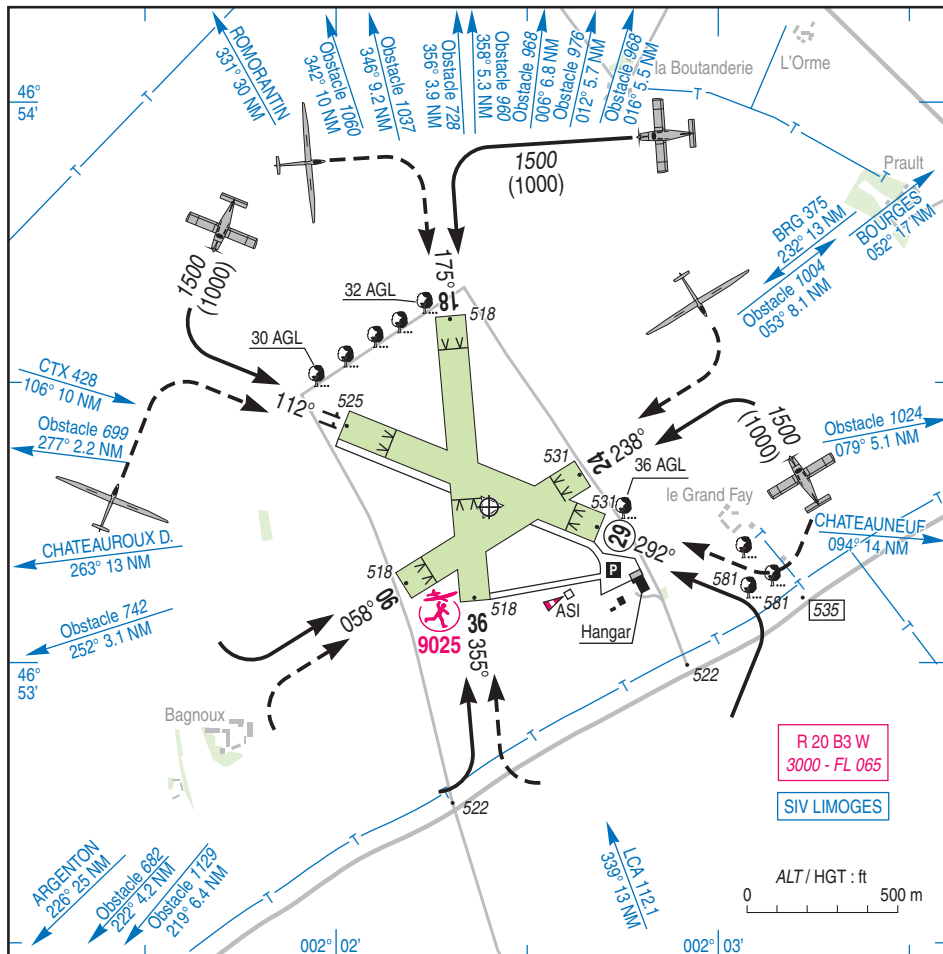 ROMORANTIN
331° 30 NM
Obstacle 1060
342° 10 NM
Obstacle 1037
346° 9.2 NM
Obstacle 728
356° 3.9 NM
Obstacle 960
358° 5.3 NM
Obstacle 968
006° 6.8 NM
Obstacle 976
012° 5.7 NM
Obstacle 968
016° 5.5 NM
la Boutanderie
L'Orme
46°
54'
1500
(1000)
Prault
BRG 375
232° 13 NM
BOURGES
052° 17 NM
Obstacle 1004
053° 8.1 NM
1500
(1000)
175°
18
518
32 AGL
30 AGL
CTX 428
106° 10 NM
112°
11
525
Obstacle 699
277° 2.2 NM
1500
(1000)
Obstacle 1024
079° 5.1 NM
238°
24
531
36 AGL
531
le Grand Fay
29
292°
CHATEAUNEUF
094° 14 NM
CHATEAUROUX D.
263° 13 NM
518
P
581
581
535
058°
06
9025
36
518
355°
ASI
Hangar
Obstacle 742
252° 3.1 NM
46°
53'
522
Bagnoux
R 20 B3 W
3000 - FL 065
SIV LIMOGES
522
LCA 112.1
339° 13 NM
ARGENTON
226° 25 NM
Obstacle 682
222° 4.2 NM
Obstacle 1129
219° 6.4 NM
ALT / HGT : ft
0 500 m
002° 02'
002° 03'
T
T
T
T
T
T
T
T
T
T
T
T